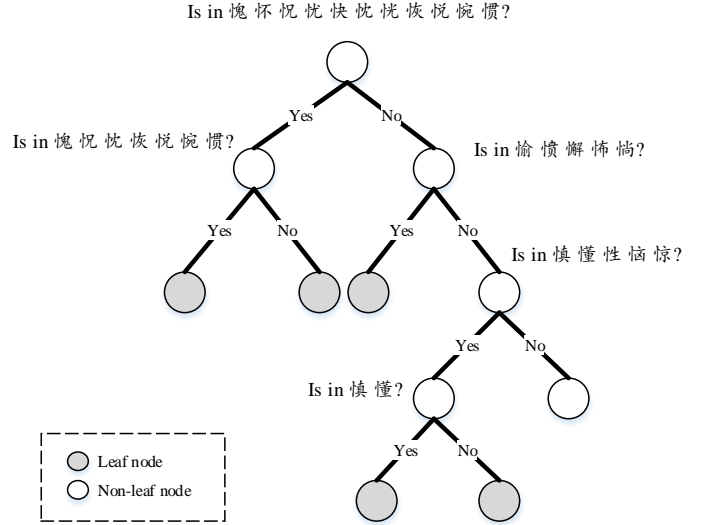 Is in 愧 怀 怳 忧 快 忱 恍 恢 悦 惋 惯?
Yes
No
Is in 愧 怳 忱 恢 悦 惋 惯?
Is in 愉 愤 懈 怖 惝?
Yes
No
Yes
No
Is in 慎 懂 性 恼 惊?
Yes
No
Is in 慎 懂?
Yes
No
Leaf node
Non-leaf node